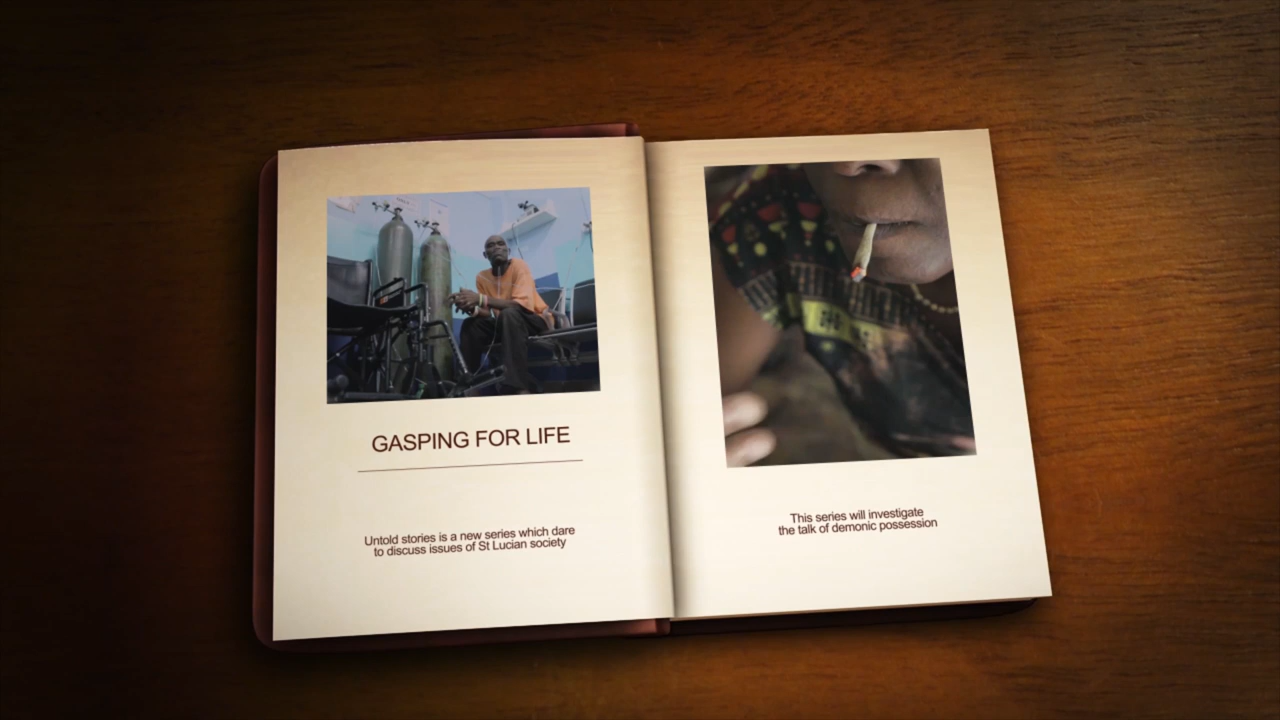 GASPING FOR LIFE
Untold stories is a new series which dare
to discuss issues of St Lucian society
This series will investigate
the talk of demonic possession